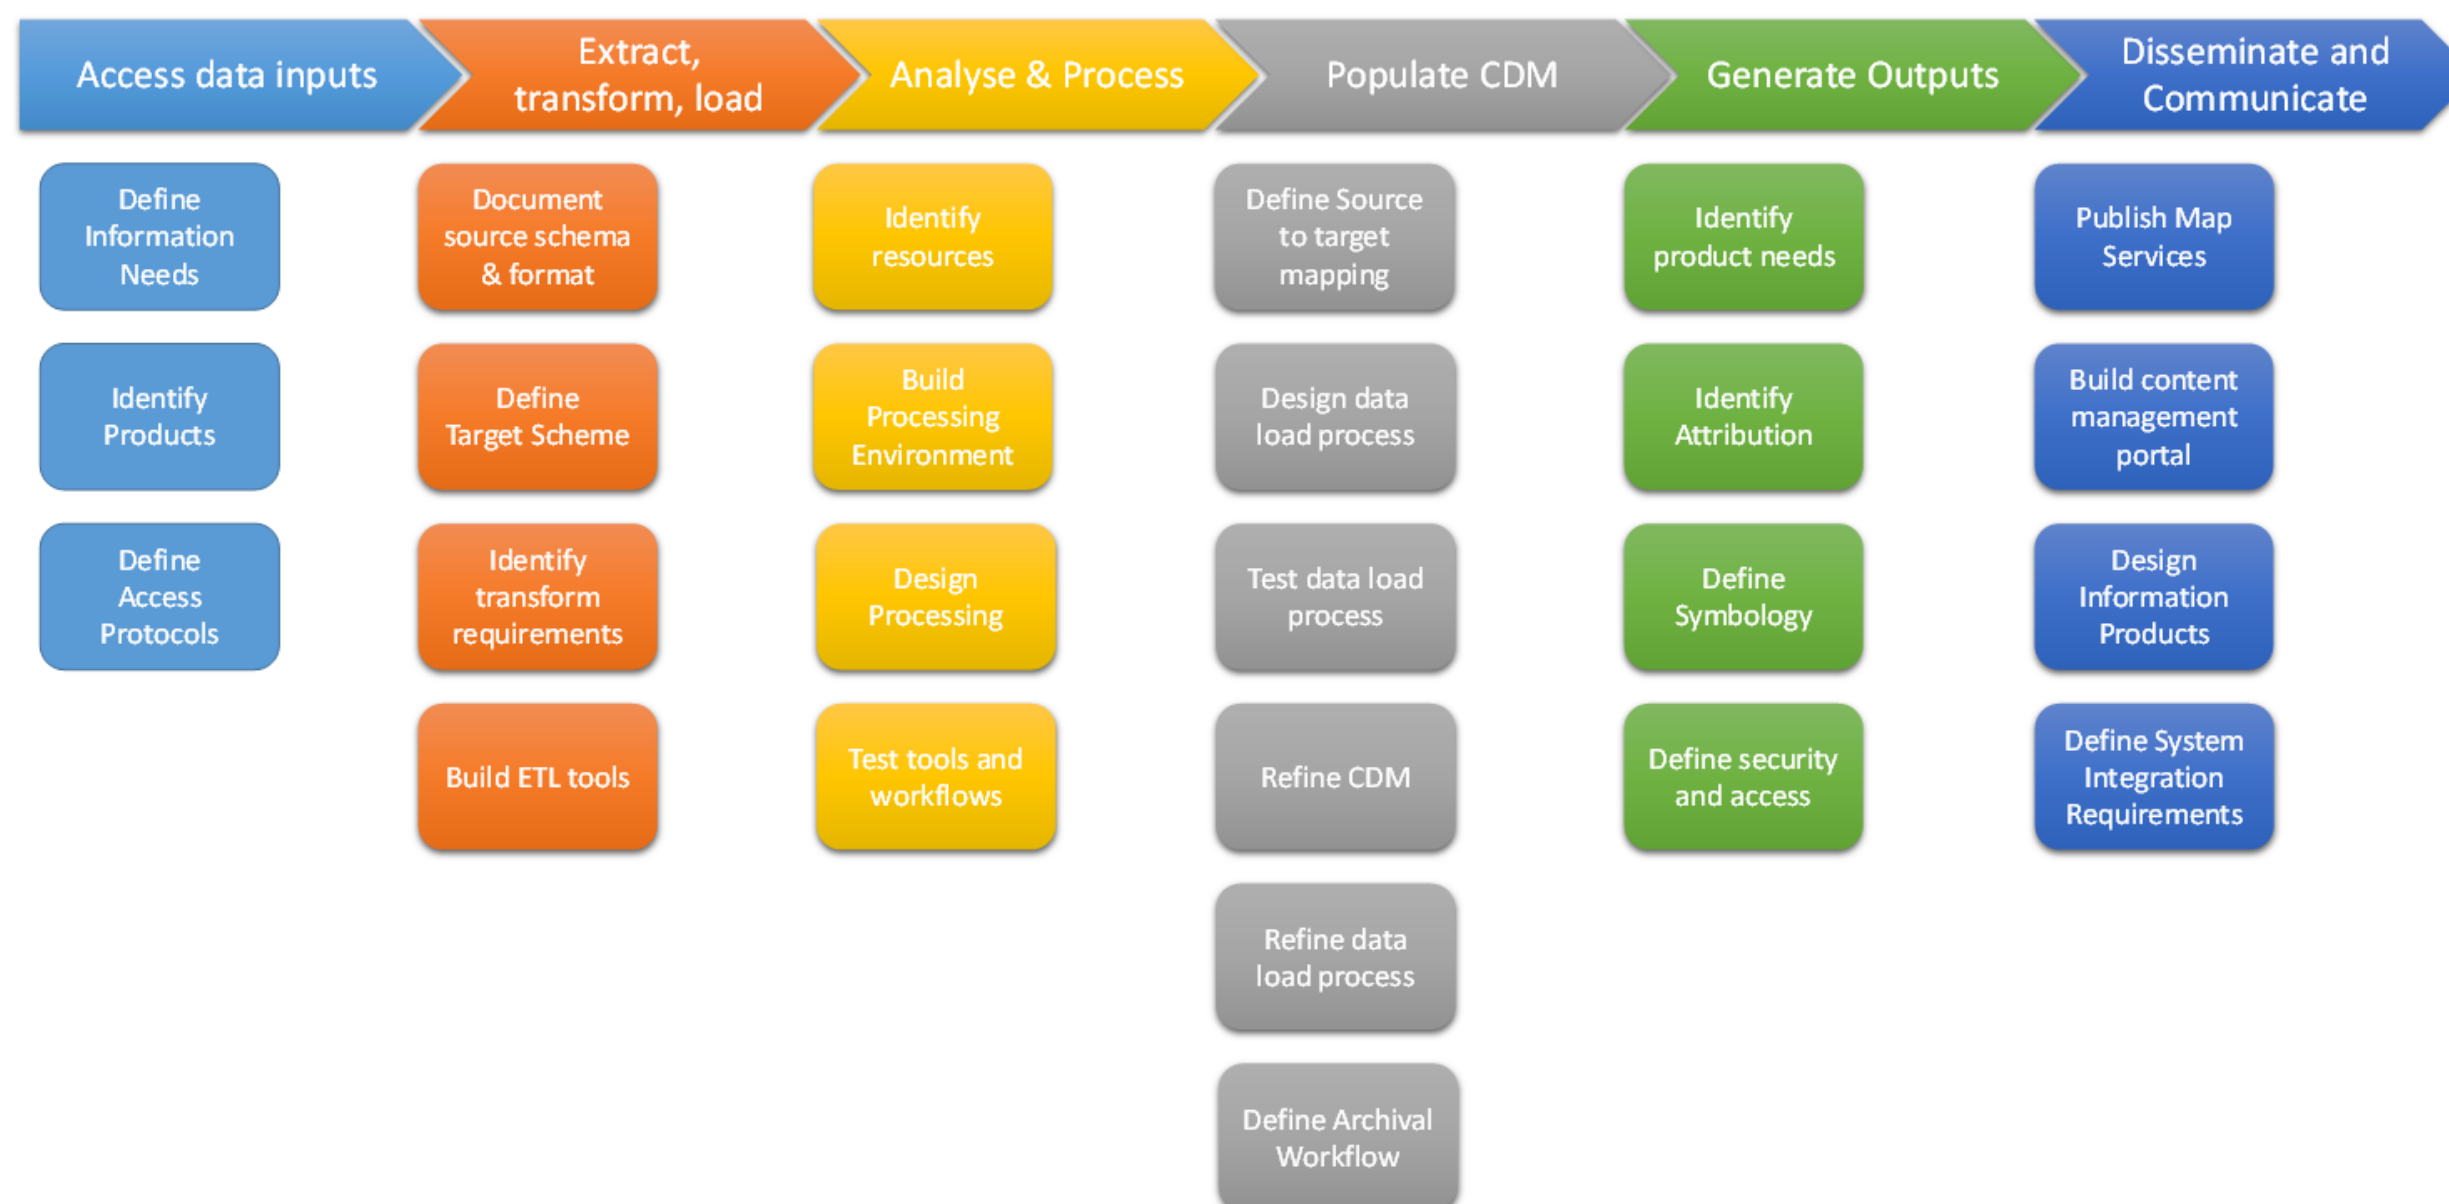 Access data inputs
Extract,
transform, load
Analyse & Process
Populate CDM
Generate Outputs
Disseminate and
Communicate
Define
Information
Needs
Identify
Products
Define
Access
Protocols
Document
source schema
& format
Define
Target Scheme
Identify
transform
requirements
Build ETL tools
Identify
resources
Build
Processing
Environment
Design
Processing
Test tools and
workflows
Define Source
to target
mapping
Design data
load process
Test data load
process
Refine CDM
Refine data
load process
Define Archival
Workflow
Identify
product needs
Identify
Attribution
Define
Symbology
Define security
and access
Publish Map
Services
Build content
management
portal
Design
Information
Products
Define System
Integration
Requirements